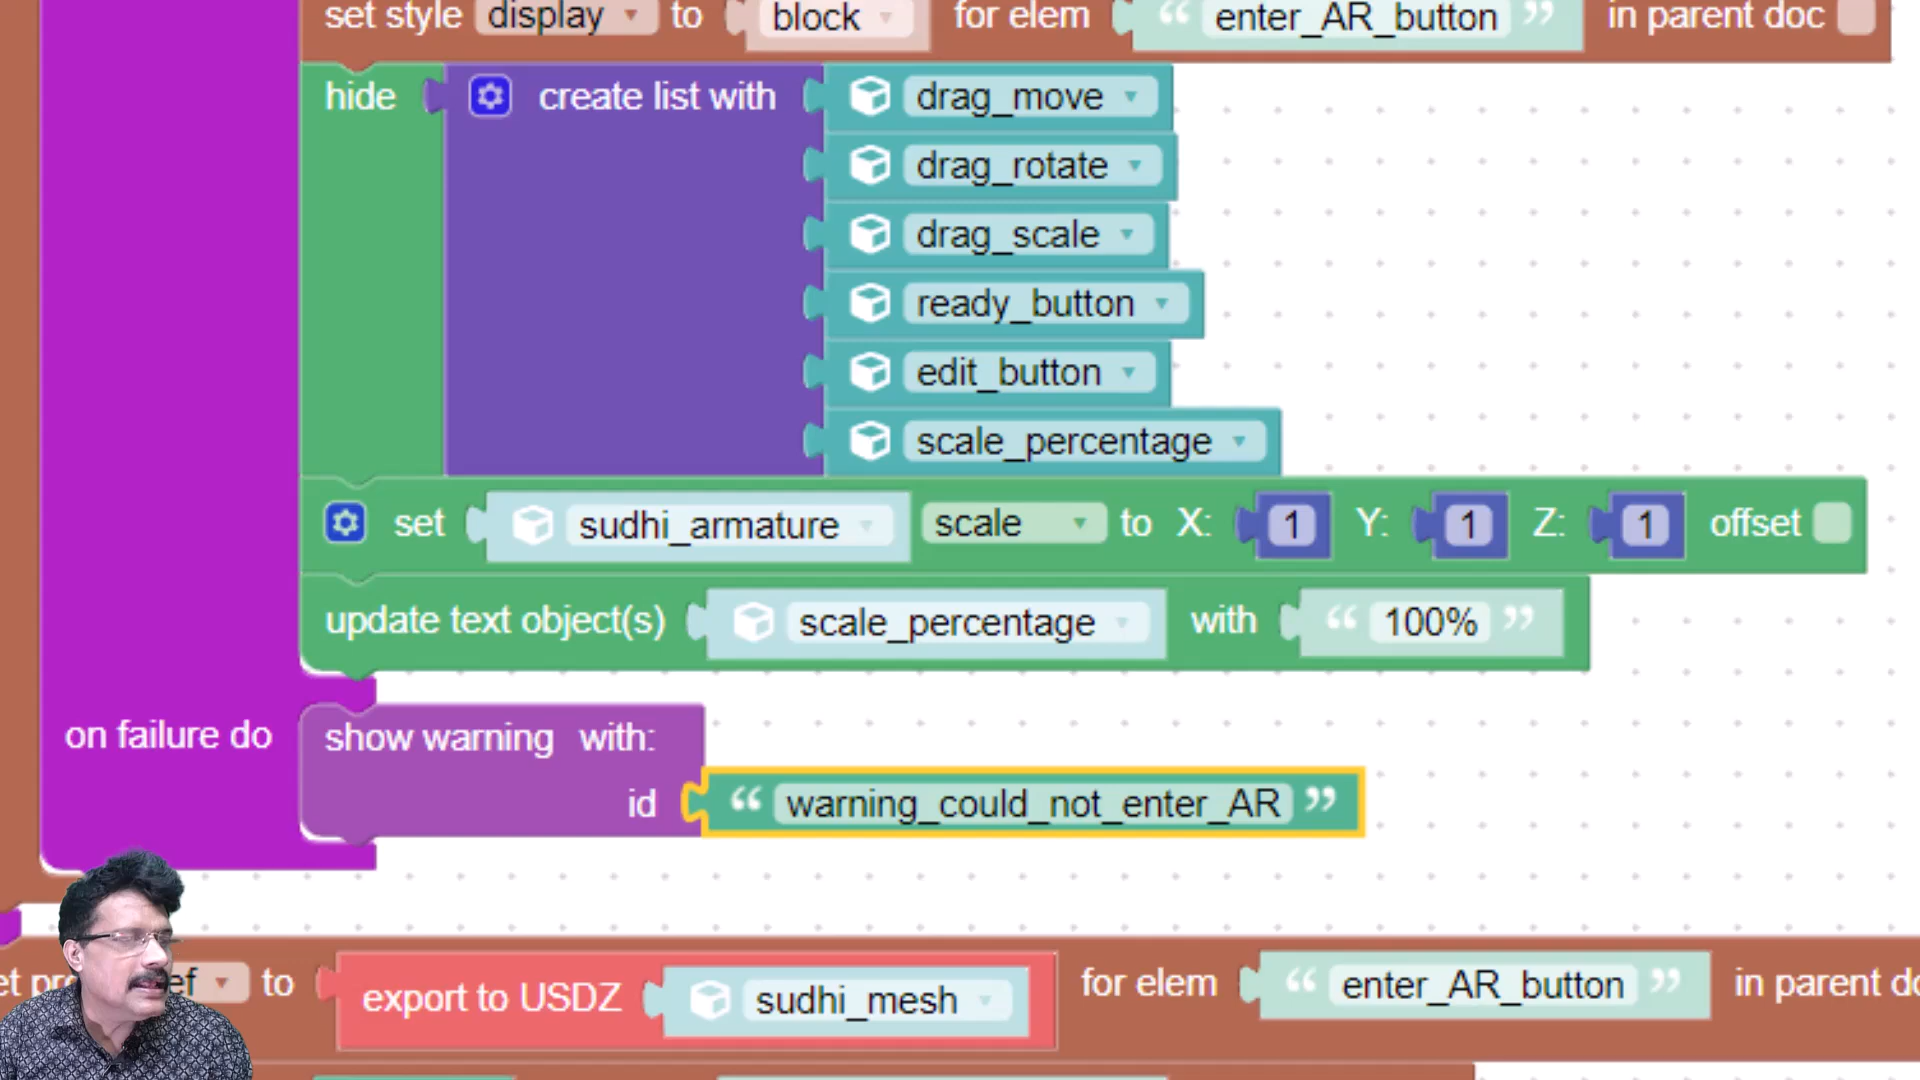 set style display to block for elem “ enter_AR_button ” in parent doc
hide create list with drag_move
drag_rotate
drag_scale
ready_button
edit_button
scale_percentage
set sudhi_armature scale to X: 1 Y: 1 Z: 1 offset
update text object(s) scale_percentage with “ 100% ”
on failure do show warning with:
id “ warning_could_not_enter_AR ”
to export to USDZ sudhi_mesh for elem “ enter_AR_button ” in parent